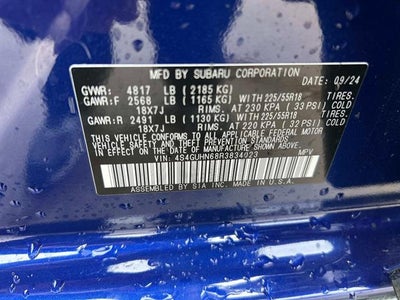 MFD. BY SUBARU CORPORATION DATE: 09/24
GVWR: 4817 LB ( 2185 KG)
GAWR:F 2568 LB ( 1165 KG) WITH 225/55R18 TIRES.
18X7J RIMS. AT 230 KPA ( 33 PSI) COLD
GAWR:R 2491 LB ( 1130 KG) WITH 225/55R18 TIRES.
18X7J RIMS. AT 220 KPA ( 32 PSI) COLD
THIS VEHICLE CONFORMS TO ALL APPLICABLE FEDERAL MOTOR
VEHICLE SAFETY STANDARDS IN EFFECT ON THE DATE OF
MANUFACTURE SHOWN ABOVE.
VIN: 4S4GUHN68R3834023 MPV
ASSEMBLED BY SIA INC. MADE IN U.S.A.